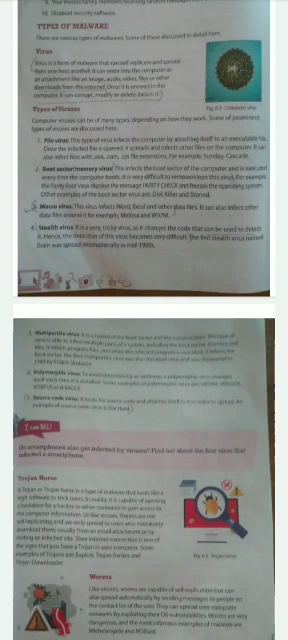 9. Your friends/family members receiving random messages
10. Disabled security software.
TYPES OF MALWARE
There are various types of malwares. Some of these discussed in detail here.
Virus
Virus is a form of malware that can self-replicate and spread
from one host another. It can enter into the computer as
an attachment like an image, audio, video, files or other
downloads from the internet. Once it is entered in the
computer, it can corrupt, modify or delete data in it.
Fig 6.3 Computer virus
Types of Viruses
Computer viruses can be of many types, depending on how they work. Some of prominent
types of viruses are discussed here.
1. File virus: This type of virus infects the computer by attaching itself to an executable file.
Once the infected file is opened, it spreads and infects other files on the computer. It can
also infect files with .exe, .com, .sys file extensions. For example, Sunday, Cascade.
2. Boot sector/memory virus: This infects the boot sector of the computer and is executed
every time the computer boots. It is very difficult to remove/clean this virus. For example,
the Parity Boot virus displays the message PARITY CHECK and freezes the operating system.
Other examples of the boot sector virus are: Disk Killer and Stoned.
3. Macro virus: This virus infects Word, Excel and other data files. It can also infect other
data files around it for example, Melissa and W97M.
4. Stealth virus: It is a very, tricky virus, as it changes the code that can be used to detect
it. Hence, the detection of this virus becomes very difficult. The first Stealth virus named
Brain was spread internationally in mid-1980s.
5. Multipartite virus: It is a hybrid of the boot sector and the
virus is able to infect multiple parts of a system, including the boot sector, memory and
files. It infects program files, and when the infected program is executed, it infects the
boot sector. The first multipartite virus was the Ghostball virus and was discovered in
1989 by Fridrik Skulason.
6. Polymorphic virus: To avoid detection by an antivirus, a polymorphic virus changes
itself each time it is installed. Some examples of polymorphic virus are: URSNIF, VIRLOCK,
VOBFUS and BAGLE.
7. Source code virus: It looks for source code and attaches itself to it in order to spread. An
example of source code virus is Die Hard.
Do smartphones also get infected by viruses? Find out about the first virus that
infected a smartphone.
Trojan Horse
A Trojan or Trojan horse is a type of malware that looks like a
legit software to trick users. In reality, it is capable of opening
a backdoor for a hacker or other malwares to gain access to
the computer information. Unlike viruses, Trojans are not
self-replicating and can only spread to users who mistakenly
download them, usually from an email attachment or by
visiting an infected site. Slow internet connection is one of
the signs that you have a Trojan in your computer. Some
examples of Trojans are: Exploit, Trojan Banker and
Trojan Downloader.
Fig 6.4 Trojan horse
Worms
Like viruses, worms are capable of self-replication but can
also spread automatically by sending messages to people on
the contact list of the user. They can spread over computer
networks by exploiting their OS vulnerabilities. Worms are very
dangerous, and the most infamous examples of malware are
Michelangelo and MSBlast.